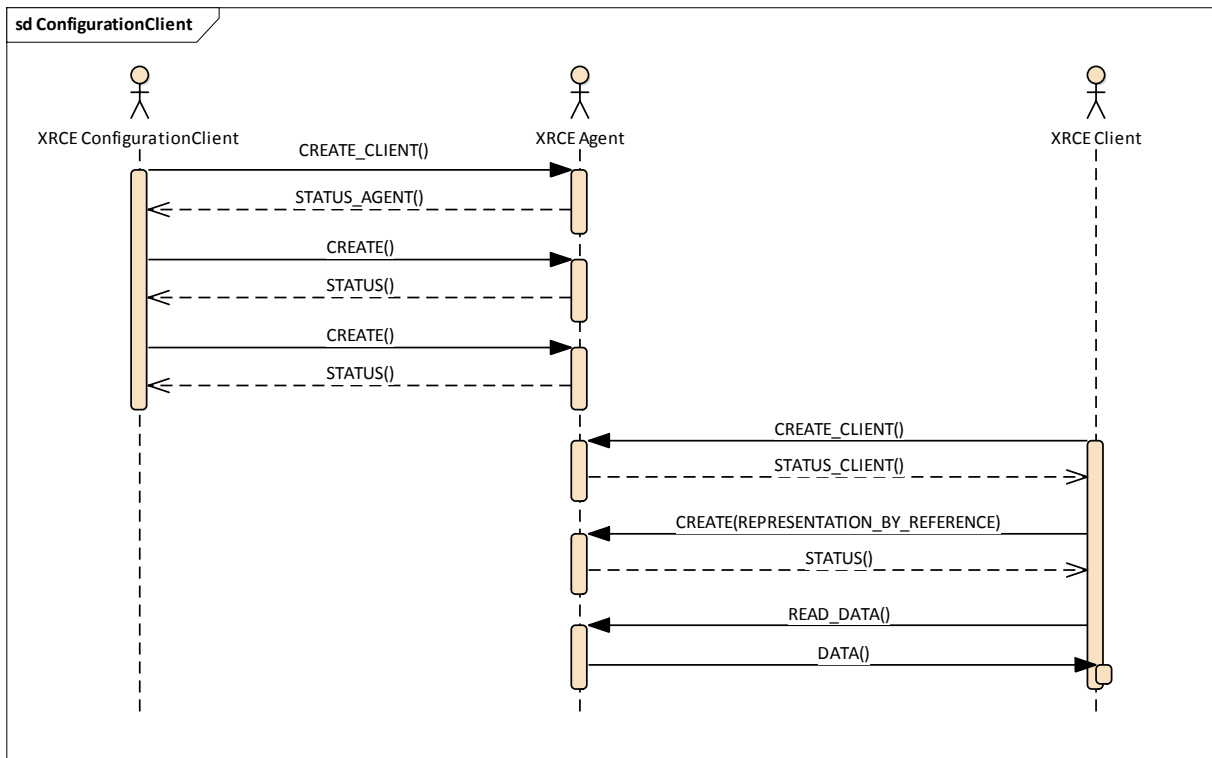 sd ConfigurationClient
XRCE ConfigurationClient
XRCE Agent
XRCE Client
CREATE_CLIENT()
STATUS_AGENT()
CREATE()
STATUS()
CREATE()
STATUS()
CREATE_CLIENT()
STATUS_CLIENT()
CREATE(REPRESENTATION_BY_REFERENCE)
STATUS()
READ_DATA()
DATA()